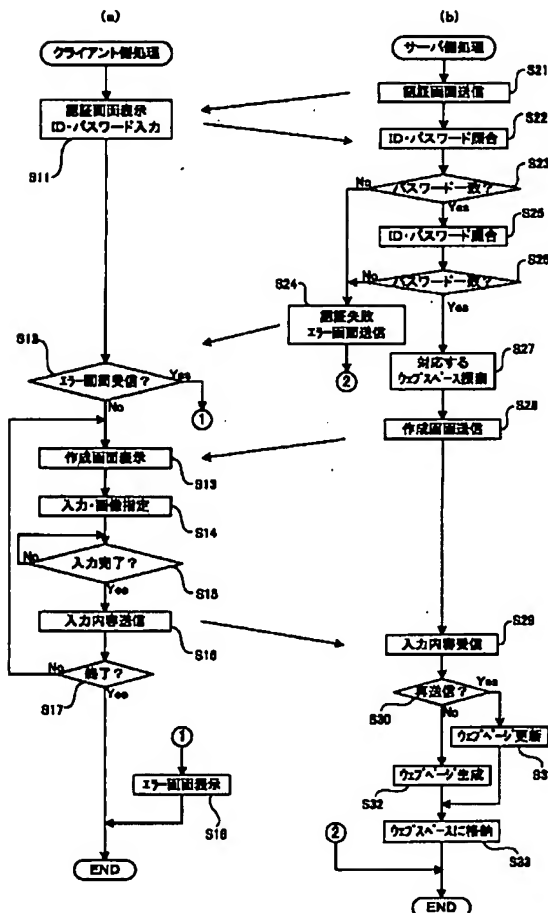 (a)
クライアント側処理
認証画面表示
ID・パスワード入力
S11
S12
エラー画面受信?
Yes
No
①
作成画面表示
S13
入力・画像指定
S14
No
入力完了?
S15
Yes
入力内容送信
S16
No
終了?
S17
Yes
①
エラー画面表示
S18
END
(b)
サーバ側処理
S21
認証画面送信
S22
ID・パスワード照合
S23
No
パスワード一致?
Yes
S25
ID・パスワード照合
S26
No
パスワード一致?
Yes
S24
認証失敗
エラー画面送信
②
S27
対応する
ウェブスペース検索
S28
作成画面送信
S29
入力内容受信
再送信?
Yes
S30
No
ウェブページ更新
ウェブページ生成
S32
②
ウェブスペースに格納
S33
END